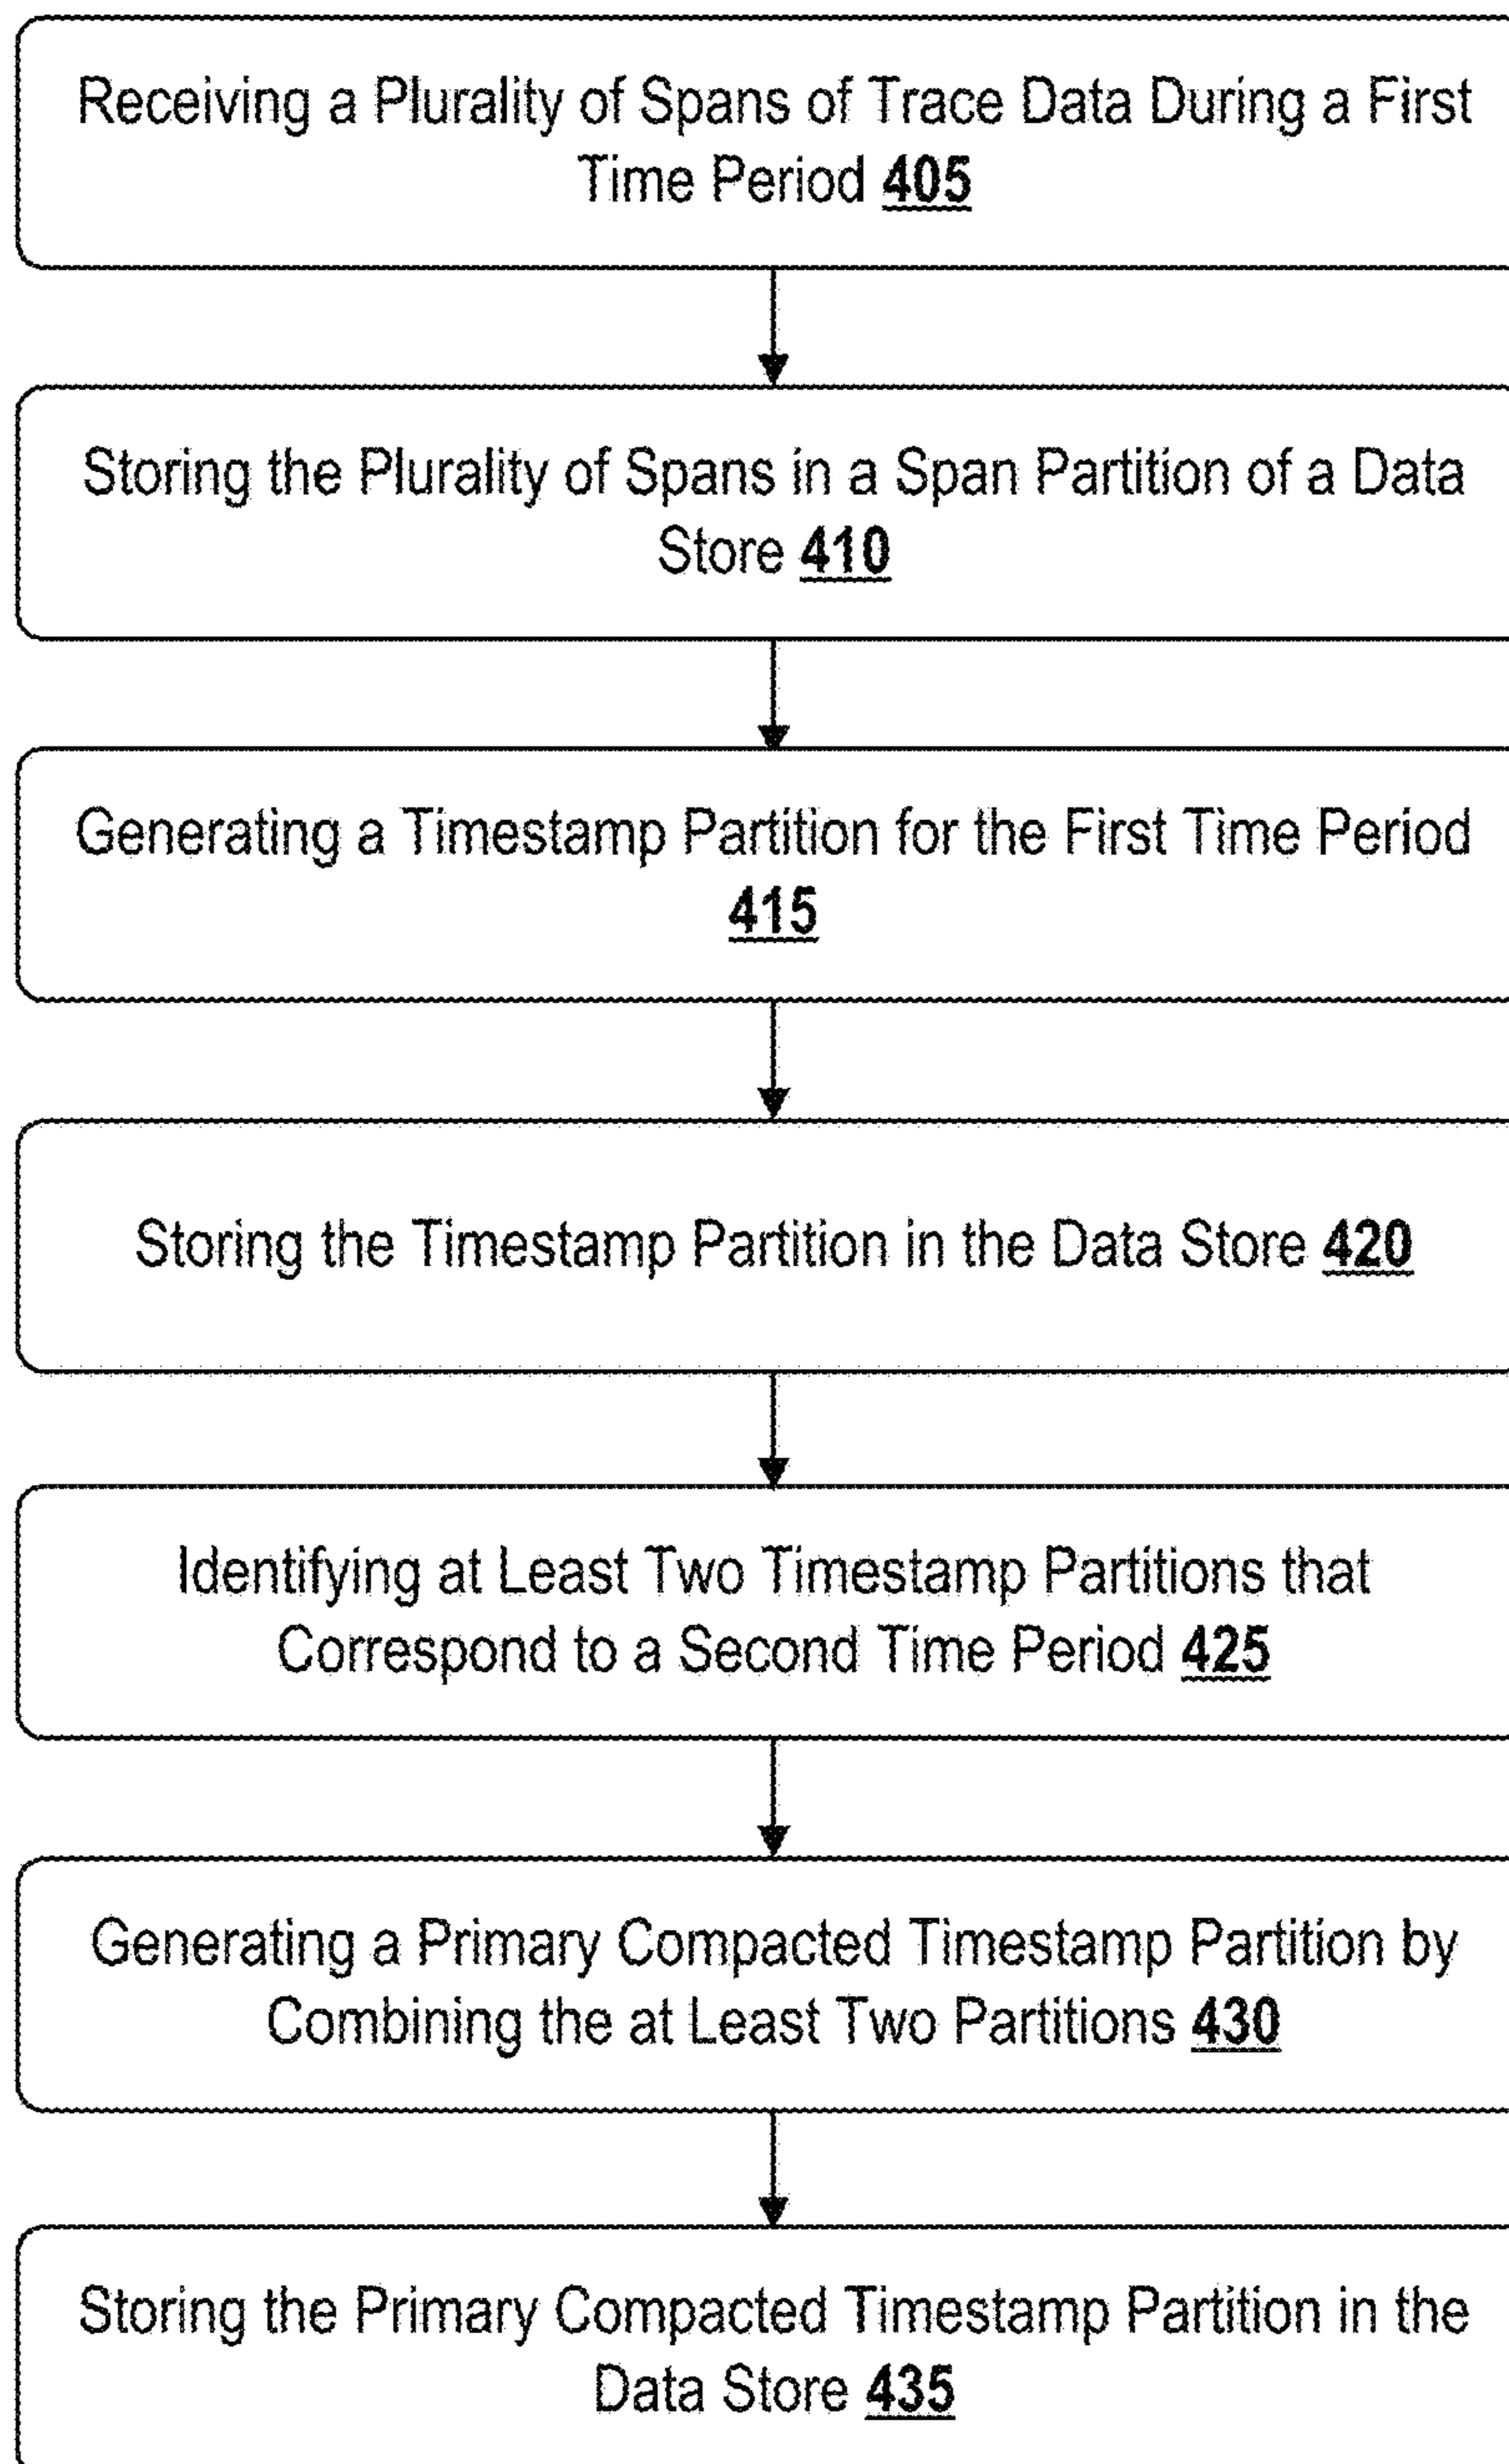 Receiving a Plurality of Spans of Trace Data During a First
Time Period 405
Storing the Plurality of Spans in a Span Partition of a Data
Store 410
Generating a Timestamp Partition for the First Time Period
415
Storing the Timestamp Partition in the Data Store 420
Identifying at Least Two Timestamp Partitions that
Correspond to a Second Time Period 425
Generating a Primary Compacted Timestamp Partition by
Combining the at Least Two Partitions 430
Storing the Primary Compacted Timestamp Partition in the
Data Store 435